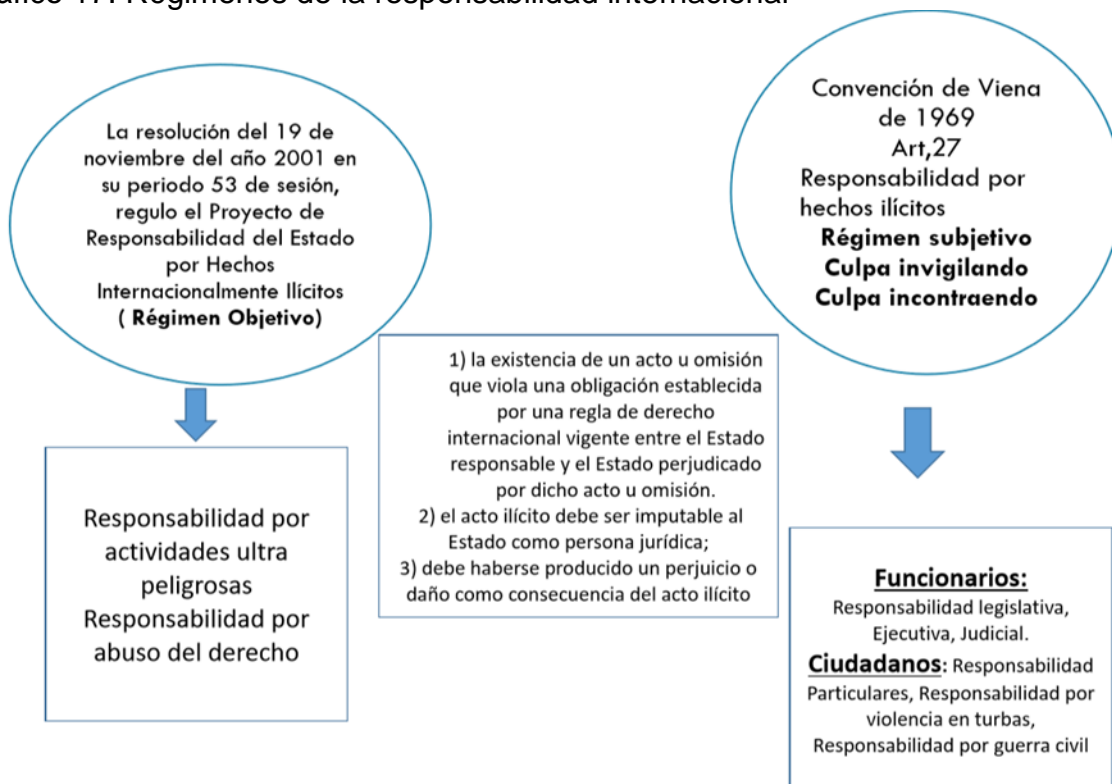 17. Regímenes de la responsabilidad internacional
La resolución del 19 de
noviembre del año 2001 en
su periodo 53 de sesión,
regulo el Proyecto de
Responsabilidad del Estado
por Hechos
Internacionalmente Ilícitos
( Régimen Objetivo)
Convención de Viena
de 1969
Art,27
Responsabilidad por
hechos ilícitos
Régimen subjetivo
Culpa invigilando
Culpa incontraendo
1) la existencia de un acto u omisión
que viola una obligación establecida
por una regla de derecho
internacional vigente entre el Estado
responsable y el Estado perjudicado
por dicho acto u omisión.
2) el acto ilícito debe ser imputable al
Estado como persona jurídica;
3) debe haberse producido un perjuicio o
daño como consecuencia del acto ilícito
Responsabilidad por
actividades ultra
peligrosas
Responsabilidad por
abuso del derecho
Funcionarios:
Responsabilidad legislativa,
Ejecutiva, Judicial.
Ciudadanos: Responsabilidad
Particulares, Responsabilidad por
violencia en turbas,
Responsabilidad por guerra civil